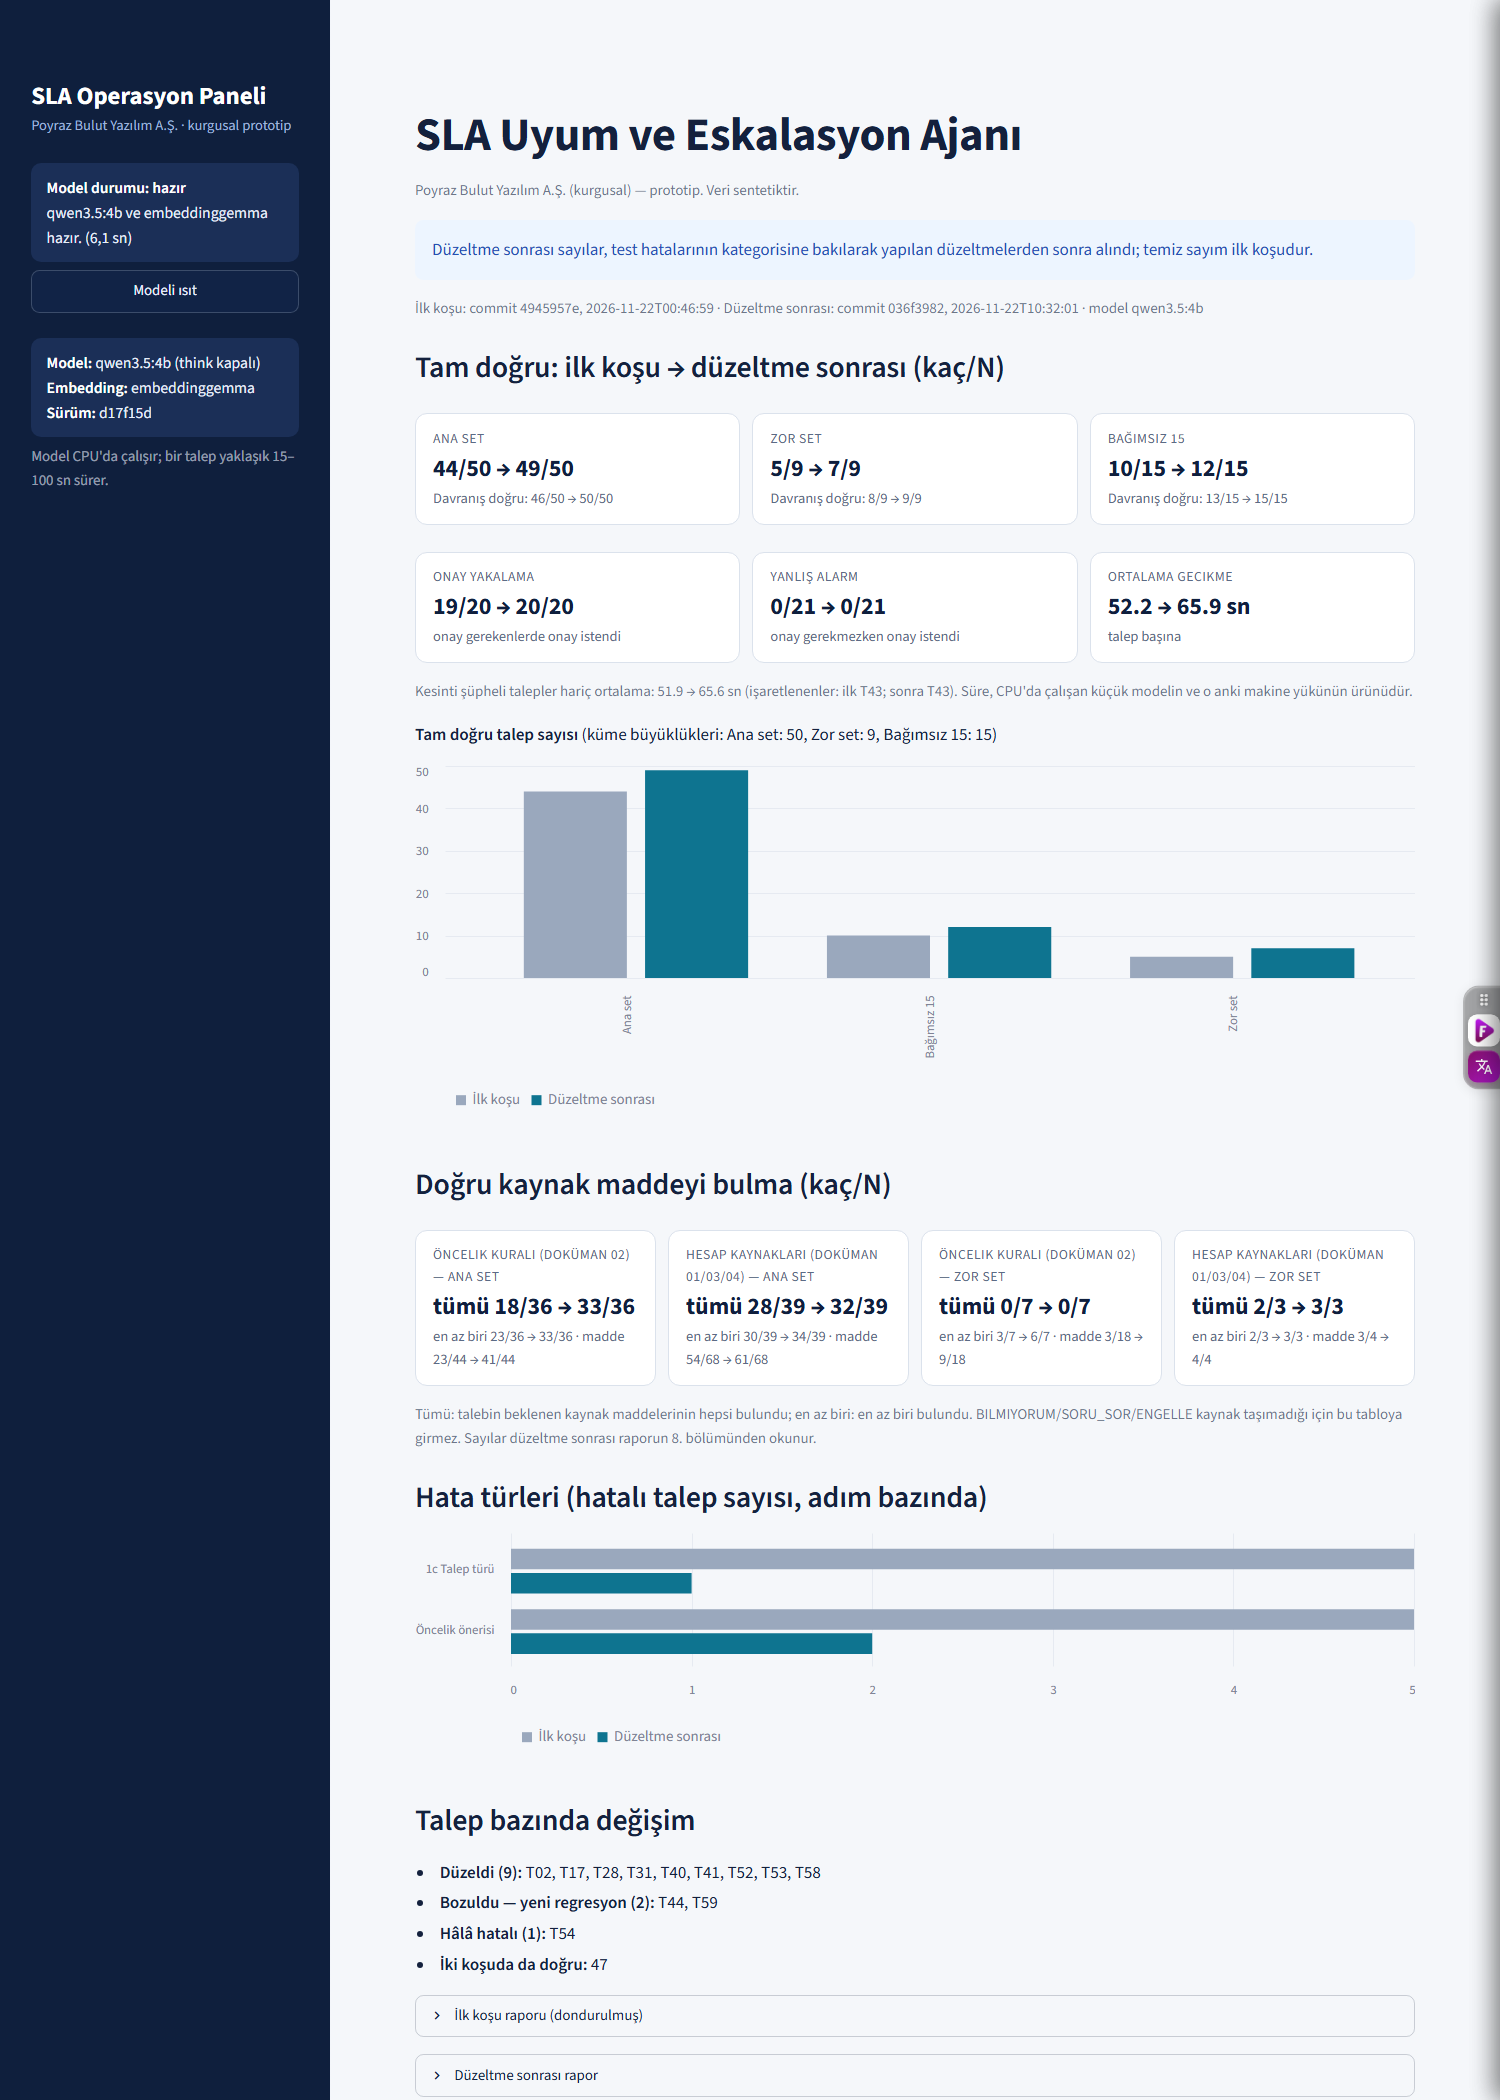 SLA Operasyon Paneli
Poyraz Bulut Yazılım A.Ş. · kurgusal prototip
Model durumu: hazır
qwen3.5:4b ve embeddinggemma
hazır. (6,1 sn)
Modeli ısıt
Model: qwen3.5:4b (think kapalı)
Embedding: embeddinggemma
Sürüm: d17f15d
Model CPU'da çalışır; bir talep yaklaşık 15–
100 sn sürer.
SLA Uyum ve Eskalasyon Ajanı
Poyraz Bulut Yazılım A.Ş. (kurgusal) — prototip. Veri sentetiktir.
Düzeltme sonrası sayılar, test hatalarının kategorisine bakılarak yapılan düzeltmelerden sonra alındı; temiz sayım ilk koşudur.
İlk koşu: commit 4945957e, 2026-11-22T00:46:59 · Düzeltme sonrası: commit 036f3982, 2026-11-22T10:32:01 · model qwen3.5:4b
Tam doğru: ilk koşu → düzeltme sonrası (kaç/N)
ANA SET
44/50 → 49/50
Davranış doğru: 46/50 → 50/50
ZOR SET
5/9 → 7/9
Davranış doğru: 8/9 → 9/9
BAĞIMSIZ 15
10/15 → 12/15
Davranış doğru: 13/15 → 15/15
ONAY YAKALAMA
19/20 → 20/20
onay gerekenlerde onay istendi
YANLIŞ ALARM
0/21 → 0/21
onay gerekmezken onay istendi
ORTALAMA GECIKME
52.2 → 65.9 sn
talep başına
Kesinti şüpheli talepler hariç ortalama: 51.9 → 65.6 sn (işaretlenenler: ilk T43; sonra T43). Süre, CPU'da çalışan küçük modelin ve o anki makine yükünün ürünüdür.
Tam doğru talep sayısı (küme büyüklükleri: Ana set: 50, Zor set: 9, Bağımsız 15: 15)
50
40
30
20
10
0
Ana set
Bağımsız 15
Zor set
İlk koşu
Düzeltme sonrası
Doğru kaynak maddeyi bulma (kaç/N)
ÖNCELIK KURALI (DOKÜMAN 02)
— ANA SET
tümü 18/36 → 33/36
en az biri 23/36 → 33/36 · madde
23/44 → 41/44
HESAP KAYNAKLARI (DOKÜMAN
01/03/04) — ANA SET
tümü 28/39 → 32/39
en az biri 30/39 → 34/39 · madde
54/68 → 61/68
ÖNCELIK KURALI (DOKÜMAN 02)
— ZOR SET
tümü 0/7 → 0/7
en az biri 3/7 → 6/7 · madde 3/18 →
9/18
HESAP KAYNAKLARI (DOKÜMAN
01/03/04) — ZOR SET
tümü 2/3 → 3/3
en az biri 2/3 → 3/3 · madde 3/4 →
4/4
Tümü: talebin beklenen kaynak maddelerinin hepsi bulundu; en az biri: en az biri bulundu. BILMIYORUM/SORU_SOR/ENGELLE kaynak taşımadığı için bu tabloya
girmez. Sayılar düzeltme sonrası raporun 8. bölümünden okunur.
Hata türleri (hatalı talep sayısı, adım bazında)
1c Talep türü
Öncelik önerisi
0
1
2
3
4
5
İlk koşu
Düzeltme sonrası
Talep bazında değişim
• Düzeldi (9): T02, T17, T28, T31, T40, T41, T52, T53, T58
• Bozuldu — yeni regresyon (2): T44, T59
• Hâlâ hatalı (1): T54
• İki koşuda da doğru: 47
İlk koşu raporu (dondurulmuş)
Düzeltme sonrası rapor